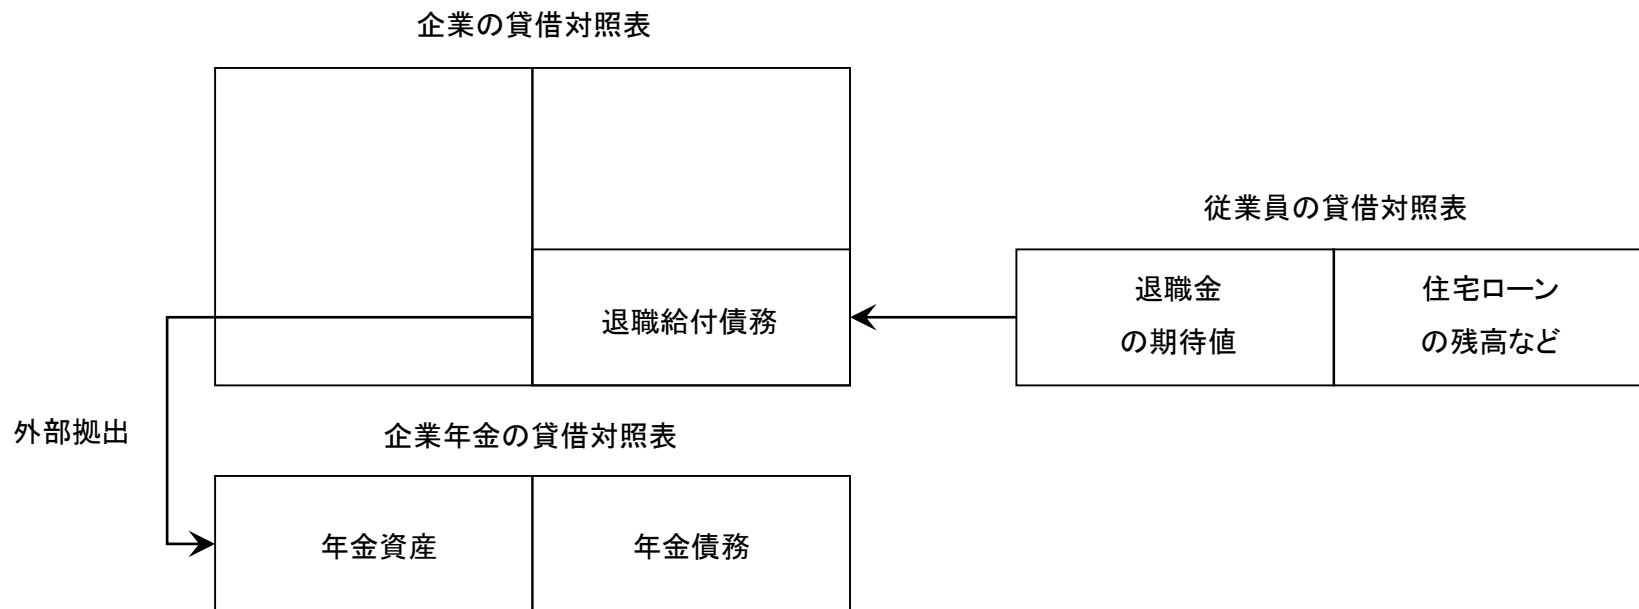 企業の貸借対照表
従業員の貸借対照表
退職給付債務
退職金
の期待値
住宅ローン
の残高など
外部拠出
企業年金の貸借対照表
年金資産
年金債務